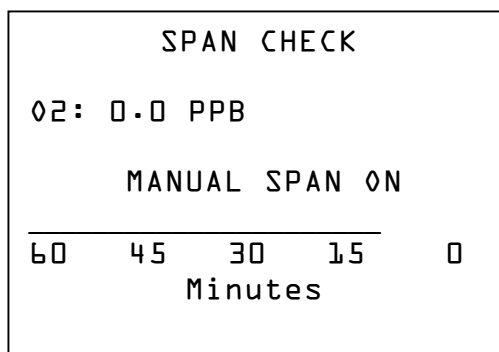 SPAN CHECK
O2: 0.0 PPB
MANUAL SPAN ON
60 45 30 15 0
Minutes